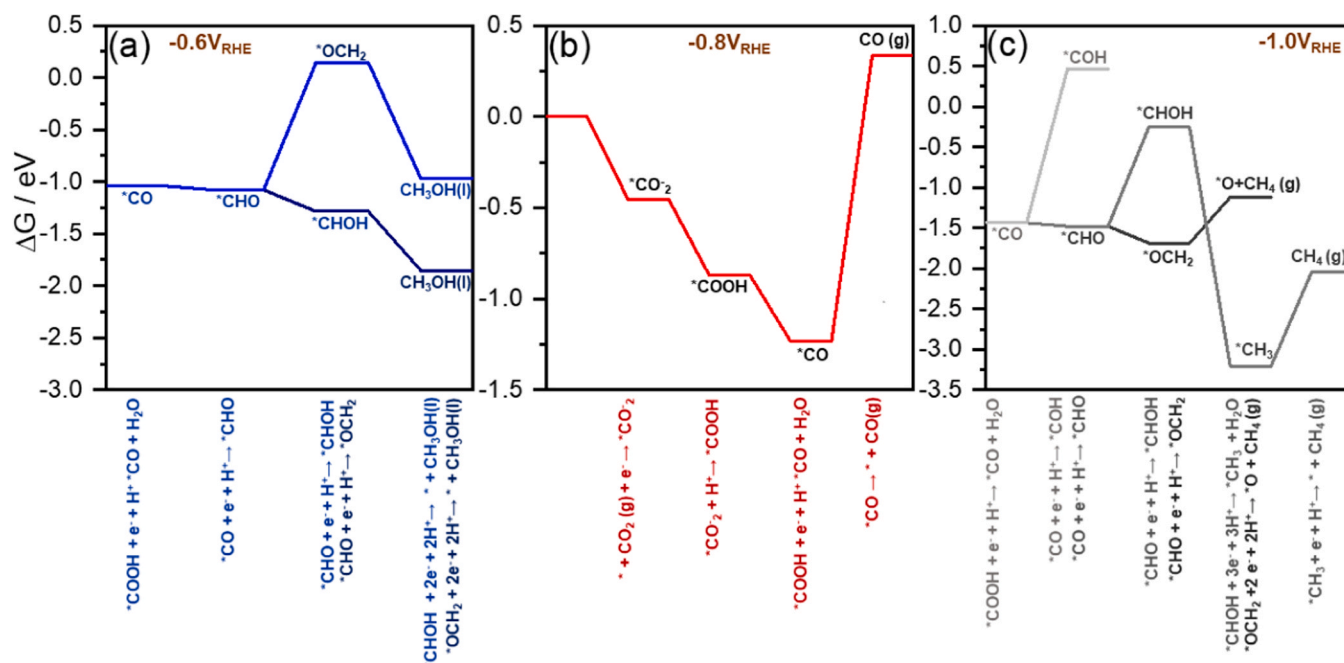 ΔG / eV
(a)
-0.6V_RHE
0.5
0.0
-0.5
-1.0
-1.5
-2.0
-2.5
-3.0
*CO
*CHO
*OCH₂
*CHOH
CH₃OH(l)
CH₃OH(l)
*COOH + e⁻ + H⁺ *CO + H₂O
*CO + e⁻ + H⁺→ *CHO
*CHO + e⁻ + H⁺→ *CHOH
*CHO + e⁻ + H⁺→ *OCH₂
CHOH + 2e⁻ + 2H⁺→ * + CH₃OH(l)
*OCH₂ + 2e⁻ + 2H⁺→ * + CH₃OH(l)
(b)
-0.8V_RHE
0.5
0.0
-0.5
-1.0
-1.5
*CO⁻₂
*COOH
*CO
CO (g)
* + CO₂ (g) + e⁻ → *CO⁻₂
*CO⁻₂ + H⁺→ *COOH
*COOH + e⁻ + H⁺ *CO + H₂O
*CO → * + CO(g)
(c)
-1.0V_RHE
1.0
0.5
0.0
-0.5
-1.0
-1.5
-2.0
-2.5
-3.0
-3.5
*CO
*COH
*CHO
*CHOH
*OCH₂
*O+CH₄ (g)
*CH₃
CH₄ (g)
*COOH + e⁻ + H⁺→ *CO + H₂O
*CO + e⁻ + H⁺→ *COH
*CO + e⁻ + H⁺→ *CHO
*CHO + e⁻ + H⁺→ *CHOH
*CHO + e⁻ + H⁺→ *OCH₂
*CHOH + 3e⁻ + 3H⁺→ *CH₃ + H₂O
*OCH₂ +2 e⁻ + 2H⁺→ *O + CH₄(g)
*CH₃ + e⁻ + H⁺→ * + CH₄(g)